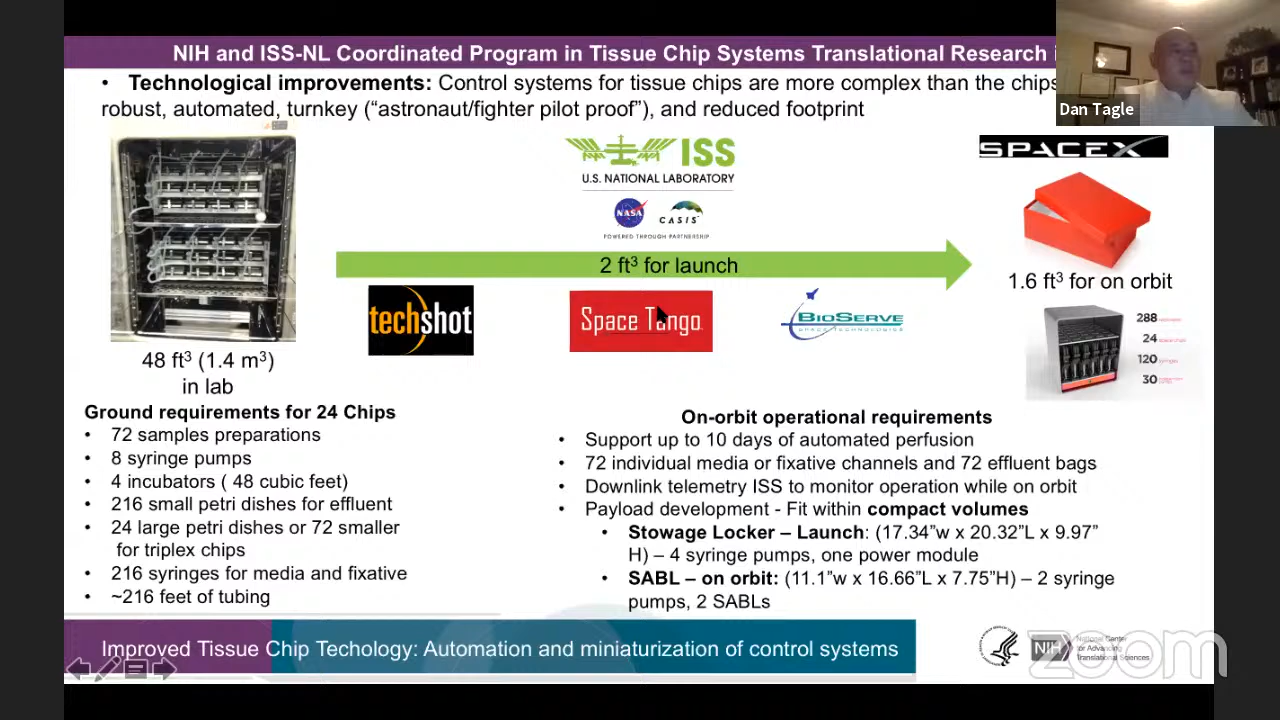 NIH and ISS-NL Coordinated Program in Tissue Chip Systems Translational Research i
Dan Tagle
• Technological improvements: Control systems for tissue chips are more complex than the chips
robust, automated, turnkey (“astronaut/fighter pilot proof”), and reduced footprint
ISS
U.S. NATIONAL LABORATORY
NASA
CASIS
POWERED THROUGH PARTNERSHIP
SPACEX
2 ft³ for launch
1.6 ft³ for on orbit
techshot
Space Tango
BIOSERVE
SPACE TECHNOLOGIES
288
24
120
30
48 ft³ (1.4 m³)
in lab
Ground requirements for 24 Chips
• 72 samples preparations
• 8 syringe pumps
• 4 incubators ( 48 cubic feet)
• 216 small petri dishes for effluent
• 24 large petri dishes or 72 smaller
for triplex chips
• 216 syringes for media and fixative
• ~216 feet of tubing
On-orbit operational requirements
• Support up to 10 days of automated perfusion
• 72 individual media or fixative channels and 72 effluent bags
• Downlink telemetry ISS to monitor operation while on orbit
• Payload development - Fit within compact volumes
• Stowage Locker – Launch: (17.34”w x 20.32”L x 9.97”
H) – 4 syringe pumps, one power module
• SABL – on orbit: (11.1”w x 16.66”L x 7.75”H) – 2 syringe
pumps, 2 SABLs
Improved Tissue Chip Techology: Automation and miniaturization of control systems
NIH
National Center
for Advancing
Translational Sciences
zoom